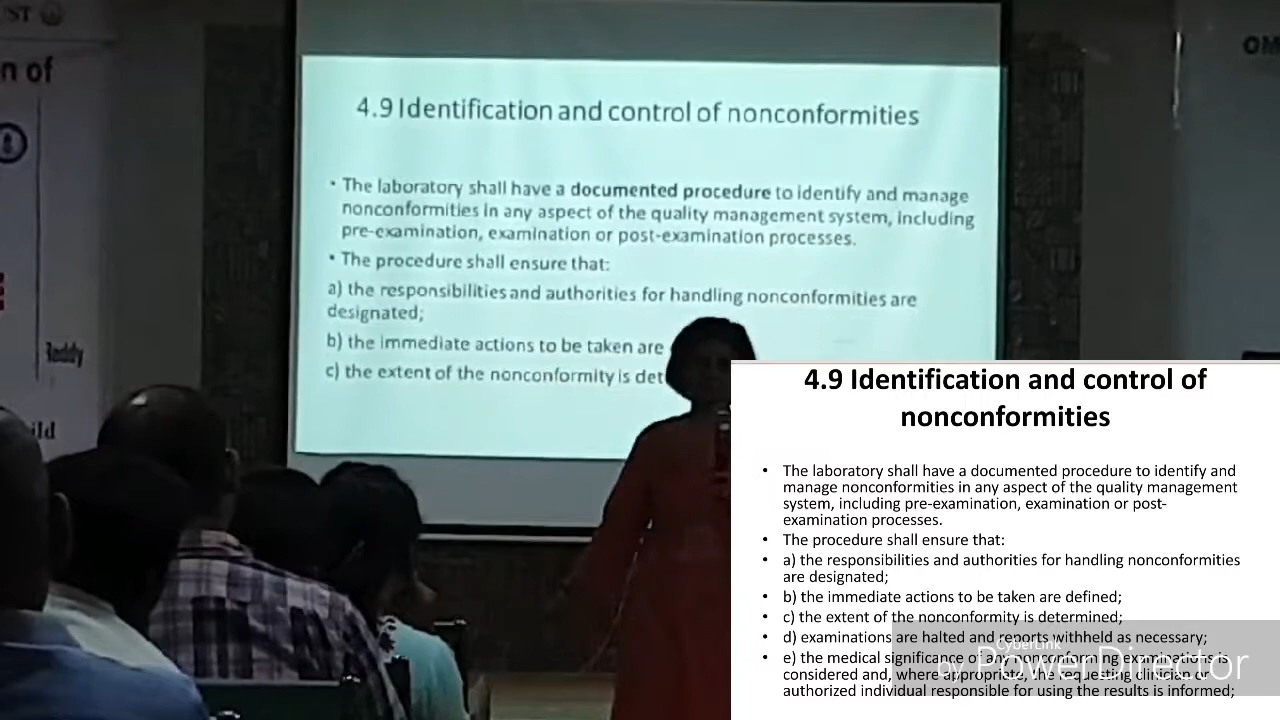 ST
n of
Reddy
ild
OM
4.9 Identification and control of nonconformities
• The laboratory shall have a documented procedure to identify and manage
nonconformities in any aspect of the quality management system, including
pre-examination, examination or post-examination processes.
• The procedure shall ensure that:
a) the responsibilities and authorities for handling nonconformities are
designated;
b) the immediate actions to be taken are
c) the extent of the nonconformity is det
4.9 Identification and control of
nonconformities
• The laboratory shall have a documented procedure to identify and
manage nonconformities in any aspect of the quality management
system, including pre-examination, examination or post-
examination processes.
• The procedure shall ensure that:
• a) the responsibilities and authorities for handling nonconformities
are designated;
• b) the immediate actions to be taken are defined;
• c) the extent of the nonconformity is determined;
• d) examinations are halted and reports withheld as necessary;
• e) the medical significance of any nonconforming examinations is
considered and, where appropriate, the requesting clinician or
authorized individual responsible for using the results is informed;
CyberLink
by PowerDirector